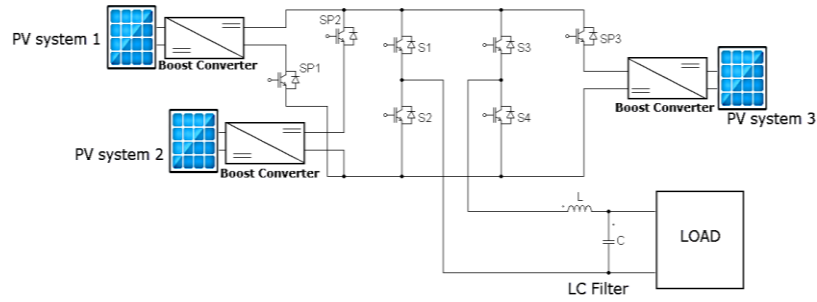 PV system 1
Boost Converter
SP1
SP2
S1
S3
SP3
S2
S4
Boost Converter
PV system 3
PV system 2
Boost Converter
L
C
LOAD
LC Filter